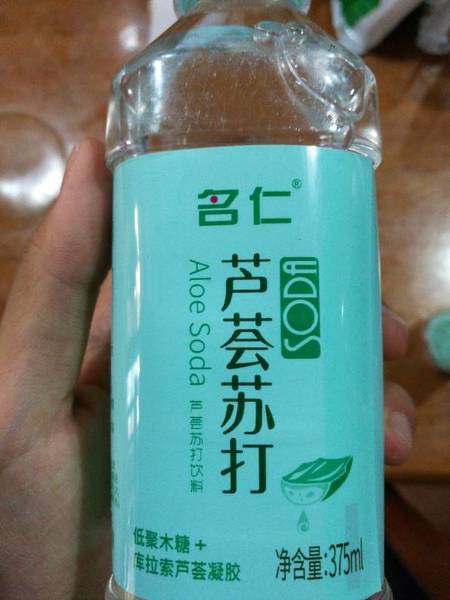 名仁®
芦荟苏打
SODA
Aloe Soda
芦荟苏打饮料
低聚木糖+
库拉索芦荟凝胶
净含量:375ml